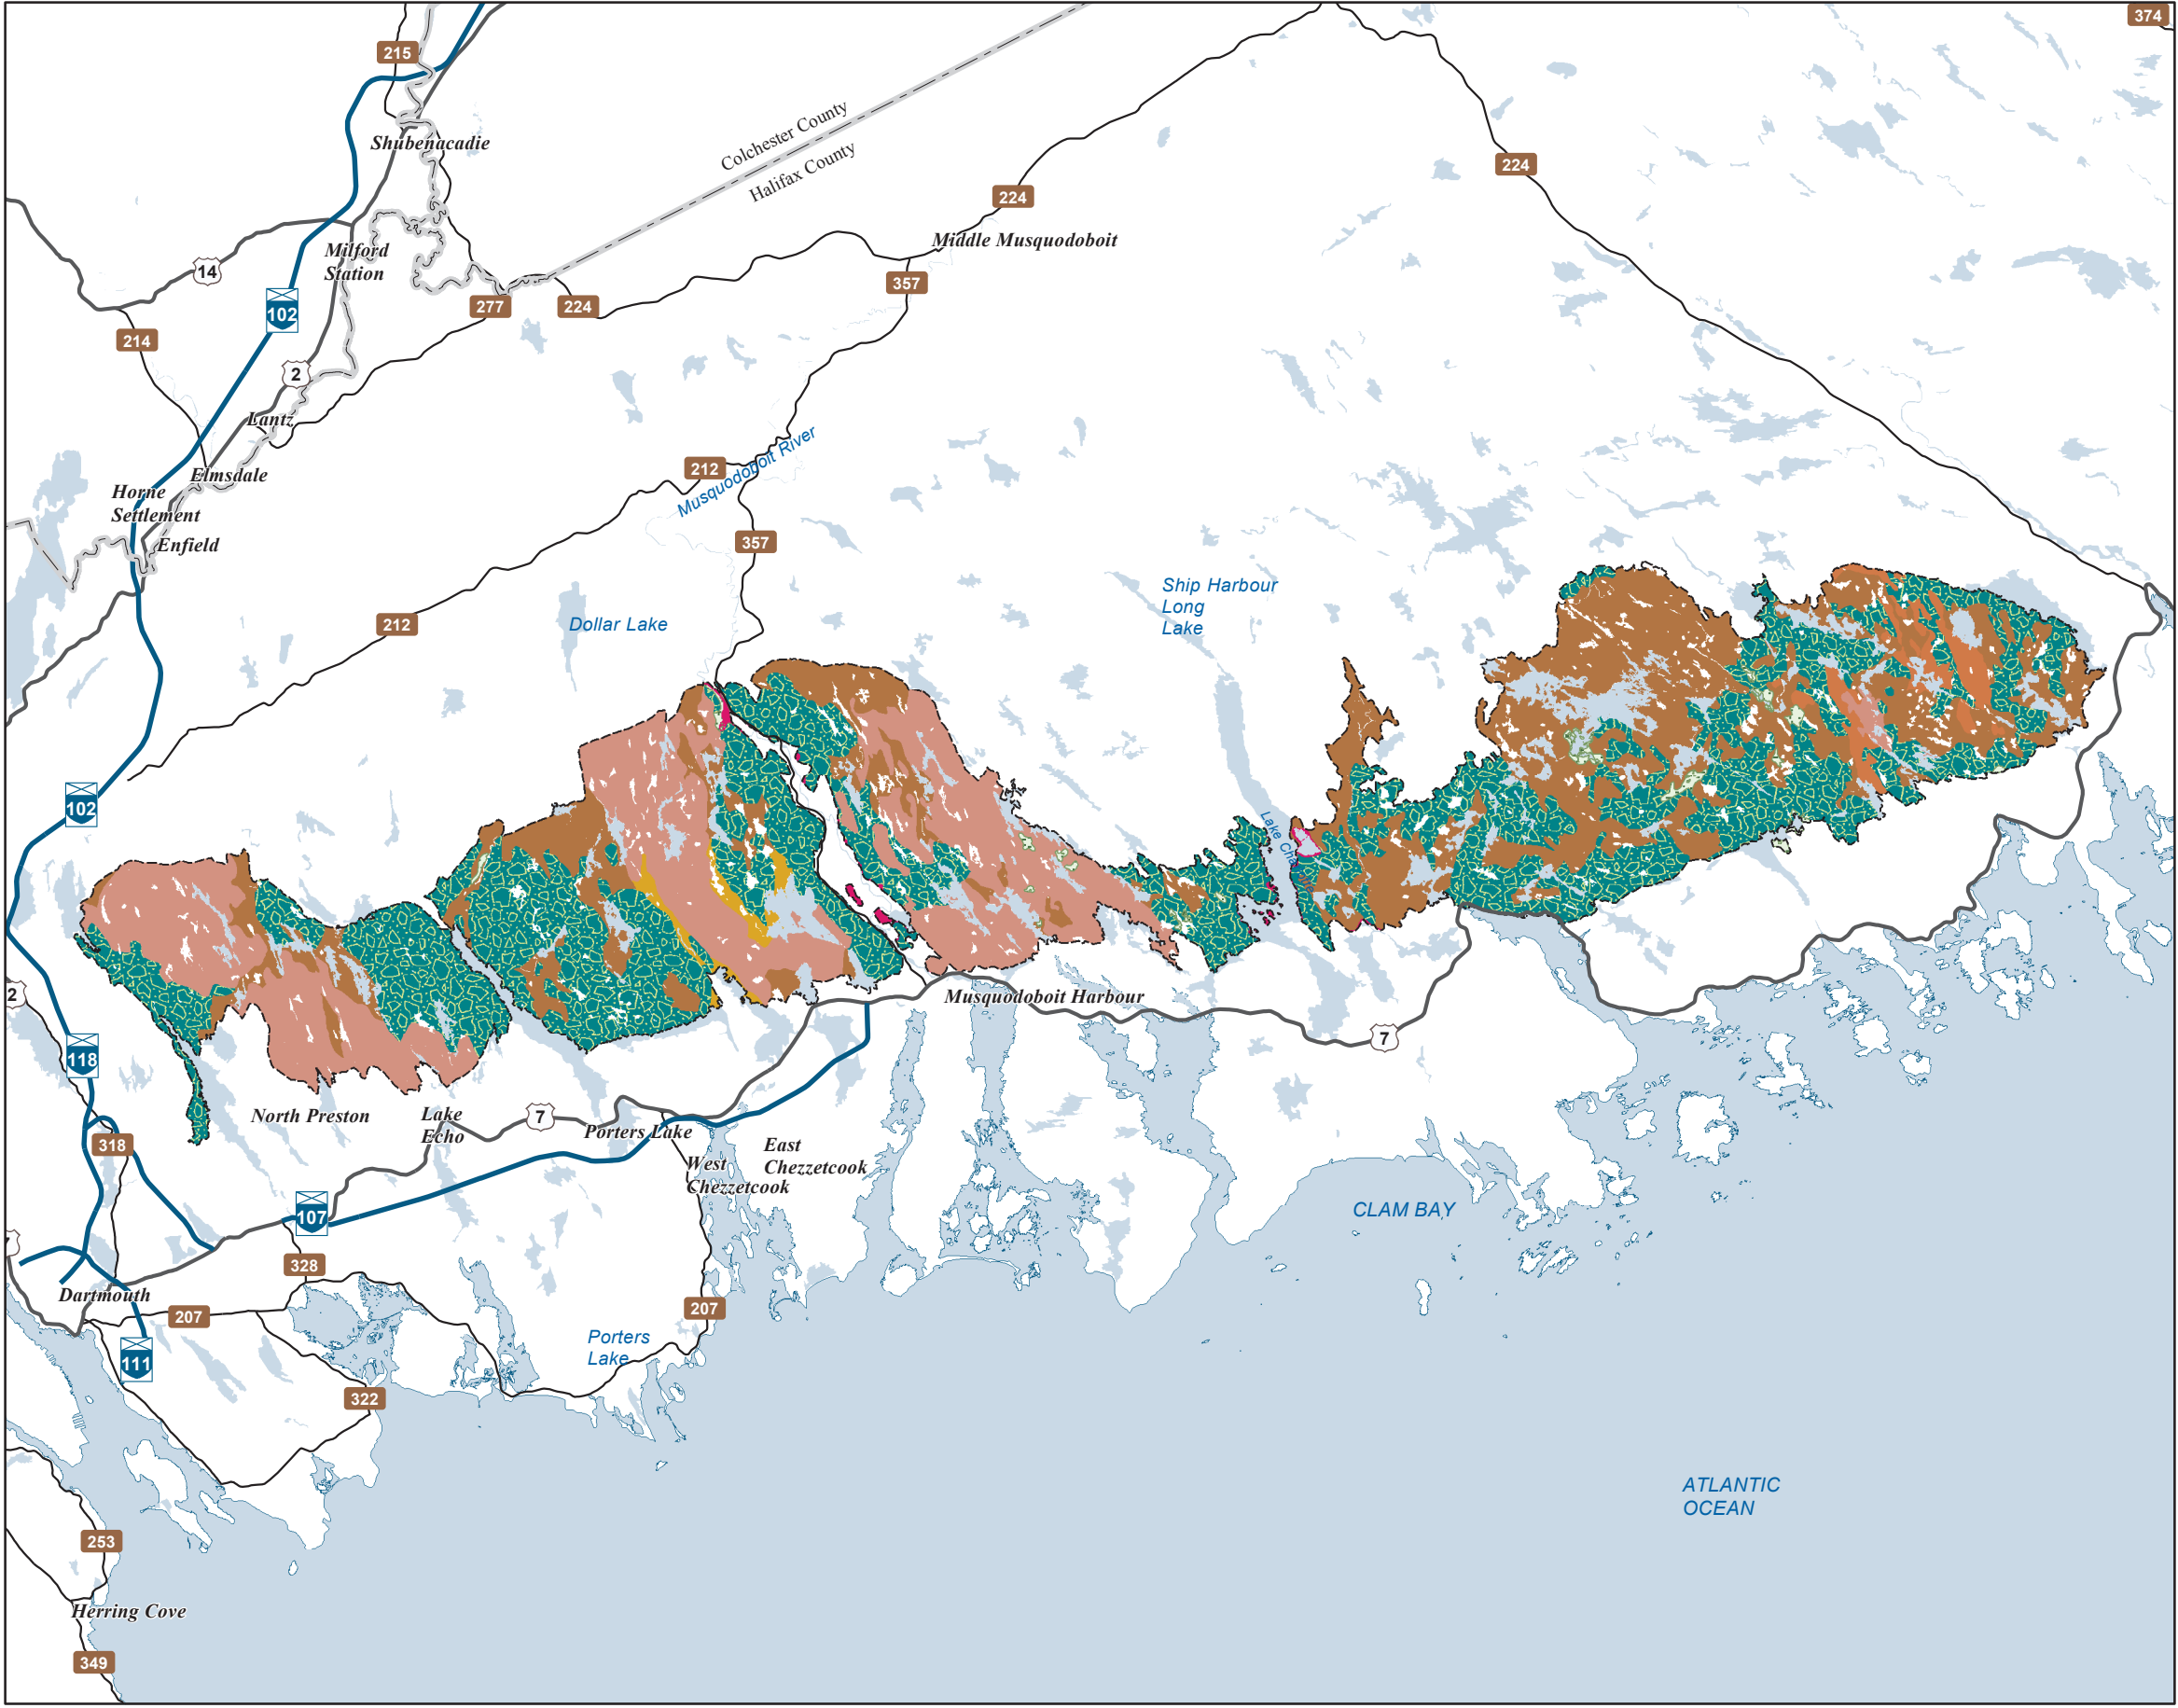 374
215
Shubenacadie
Colchester County
Halifax County
224
224
Middle Musquodoboit
Milford
Station
14
102
277
224
357
214
2
Lantz
Elmsdale
212
Musquodoboit River
Horne
Settlement
Enfield
357
Ship Harbour
Long
Lake
Dollar Lake
212
102
2
Musquodoboit Harbour
7
118
North Preston
Lake
Echo
7
Porters Lake
318
East
Chezzetcook
West
Chezzetcook
107
CLAM BAY
7
328
Dartmouth
207
207
Porters
Lake
111
322
ATLANTIC
OCEAN
253
Herring Cove
349